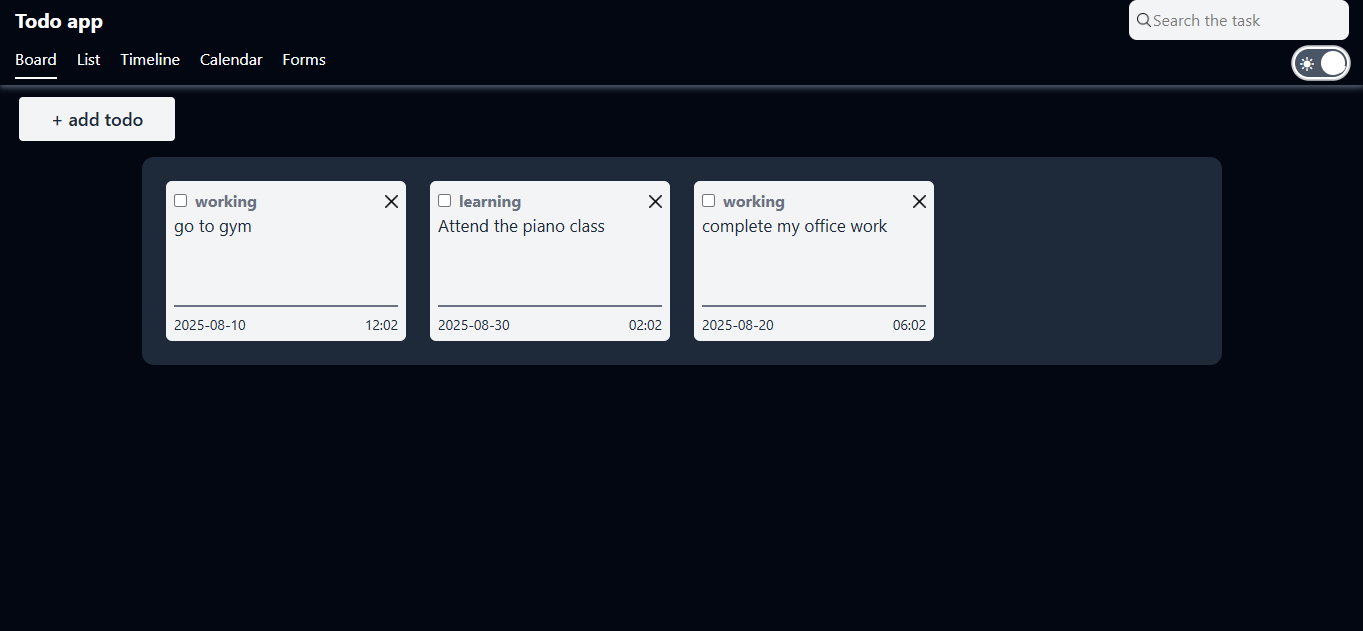 Todo app
Search the task
Board List Timeline Calendar Forms
+ add todo
working
go to gym
2025-08-10 12:02
learning
Attend the piano class
2025-08-30 02:02
working
complete my office work
2025-08-20 06:02